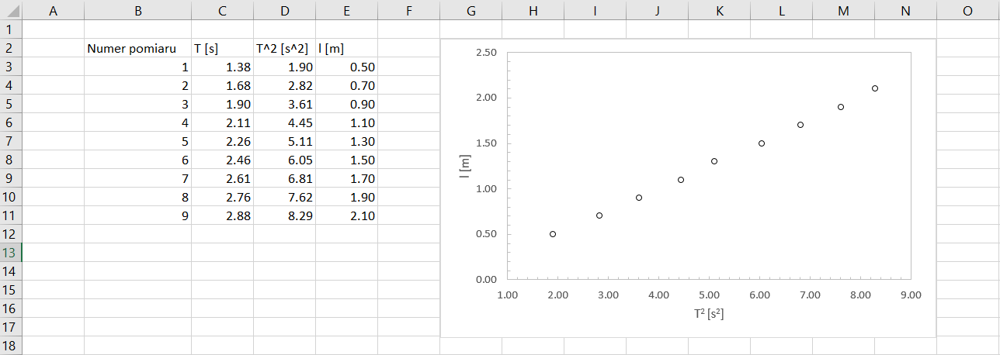 A B C D E F G H I J K L M N O
1
2 Numer pomiaru T [s] T^2 [s^2] l [m]
3 1 1.38 1.90 0.50
4 2 1.68 2.82 0.70
5 3 1.90 3.61 0.90
6 4 2.11 4.45 1.10
7 5 2.26 5.11 1.30
8 6 2.46 6.05 1.50
9 7 2.61 6.81 1.70
10 8 2.76 7.62 1.90
11 9 2.88 8.29 2.10
12
13
14
15
16
17
18
2.50
2.00
1.50
1.00
0.50
0.00
l [m]
1.00 2.00 3.00 4.00 5.00 6.00 7.00 8.00 9.00
T² [s²]